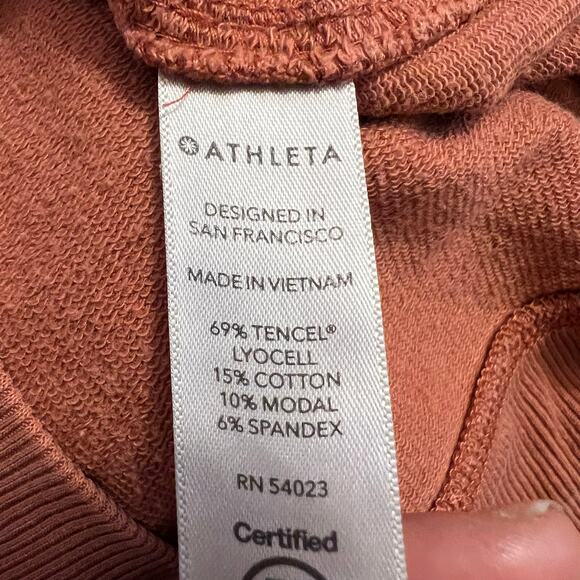 ATHLETA
DESIGNED IN
SAN FRANCISCO
MADE IN VIETNAM
69% TENCEL®
LYOCELL
15% COTTON
10% MODAL
6% SPANDEX
RN 54023
Certified